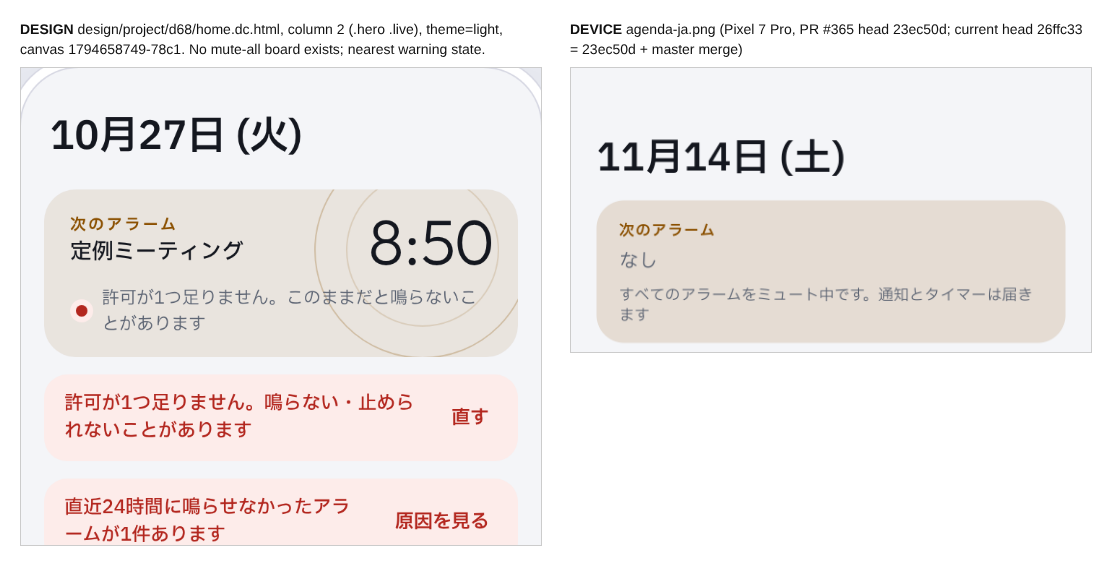 DESIGN design/project/d68/home.dc.html, column 2 (.hero .live), theme=light,
canvas 1794658749-78c1. No mute-all board exists; nearest warning state.
10月27日 (火)
次のアラーム
定例ミーティング
8:50
許可が1つ足りません。このままだと鳴らないこ
とがあります
許可が1つ足りません。鳴らない・止めら
れないことがあります
直す
直近24時間に鳴らせなかったアラ
ームが1件あります
原因を見る
DEVICE agenda-ja.png (Pixel 7 Pro, PR #365 head 23ec50d; current head 26ffc33
= 23ec50d + master merge)
11月14日 (土)
次のアラーム
なし
すべてのアラームをミュート中です。通知とタイマーは届き
ます